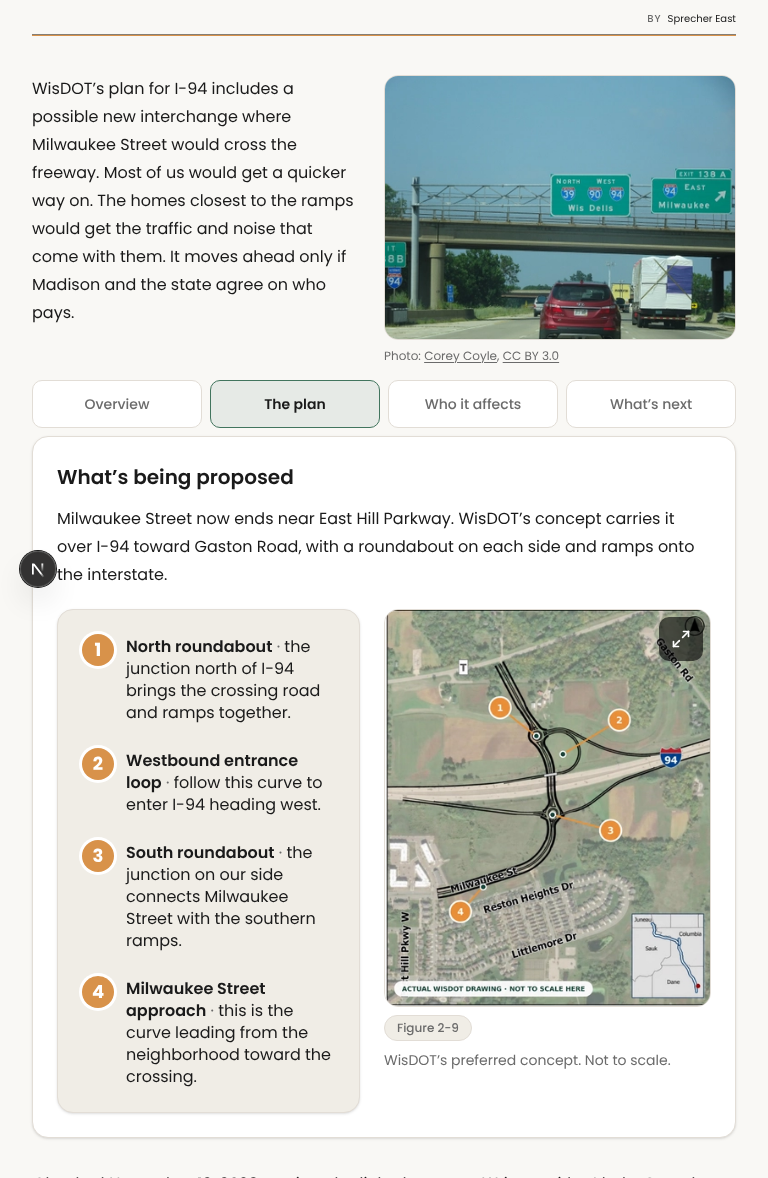 BY Sprecher East
WisDOT’s plan for I-94 includes a
possible new interchange where
Milwaukee Street would cross the
freeway. Most of us would get a quicker
way on. The homes closest to the ramps
would get the traffic and noise that
come with them. It moves ahead only if
Madison and the state agree on who
pays.
NORTH WEST
39 90 94
Wis Dells
EXIT 138 A
94 EAST
Milwaukee
8B
94
Photo: Corey Coyle, CC BY 3.0
Overview
The plan
Who it affects
What’s next
What’s being proposed
Milwaukee Street now ends near East Hill Parkway. WisDOT’s concept carries it
over I-94 toward Gaston Road, with a roundabout on each side and ramps onto
the interstate.
N
1 North roundabout · the
junction north of I-94
brings the crossing road
and ramps together.
2 Westbound entrance
loop · follow this curve to
enter I-94 heading west.
3 South roundabout · the
junction on our side
connects Milwaukee
Street with the southern
ramps.
4 Milwaukee Street
approach · this is the
curve leading from the
neighborhood toward the
crossing.
T
Gaston Rd
1
2
94
3
Milwaukee St
4
Reston Heights Dr
Littlemore Dr
t Hill Pkwy W
Juneau
Columbia
Sauk
Dane
ACTUAL WISDOT DRAWING · NOT TO SCALE HERE
Figure 2-9
WisDOT’s preferred concept. Not to scale.